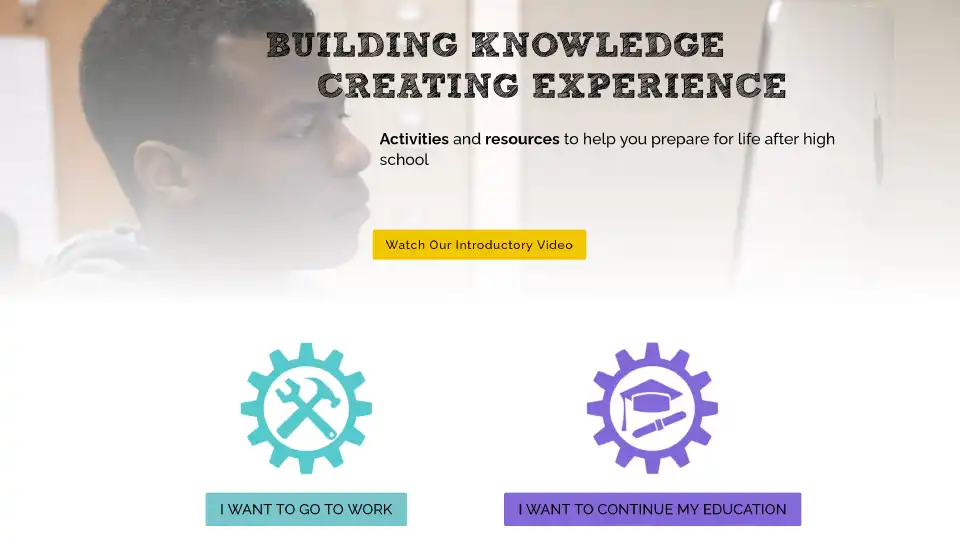 BUILDING KNOWLEDGE
CREATING EXPERIENCE
Activities and resources to help you prepare for life after high
school
Watch Our Introductory Video
I WANT TO GO TO WORK
I WANT TO CONTINUE MY EDUCATION